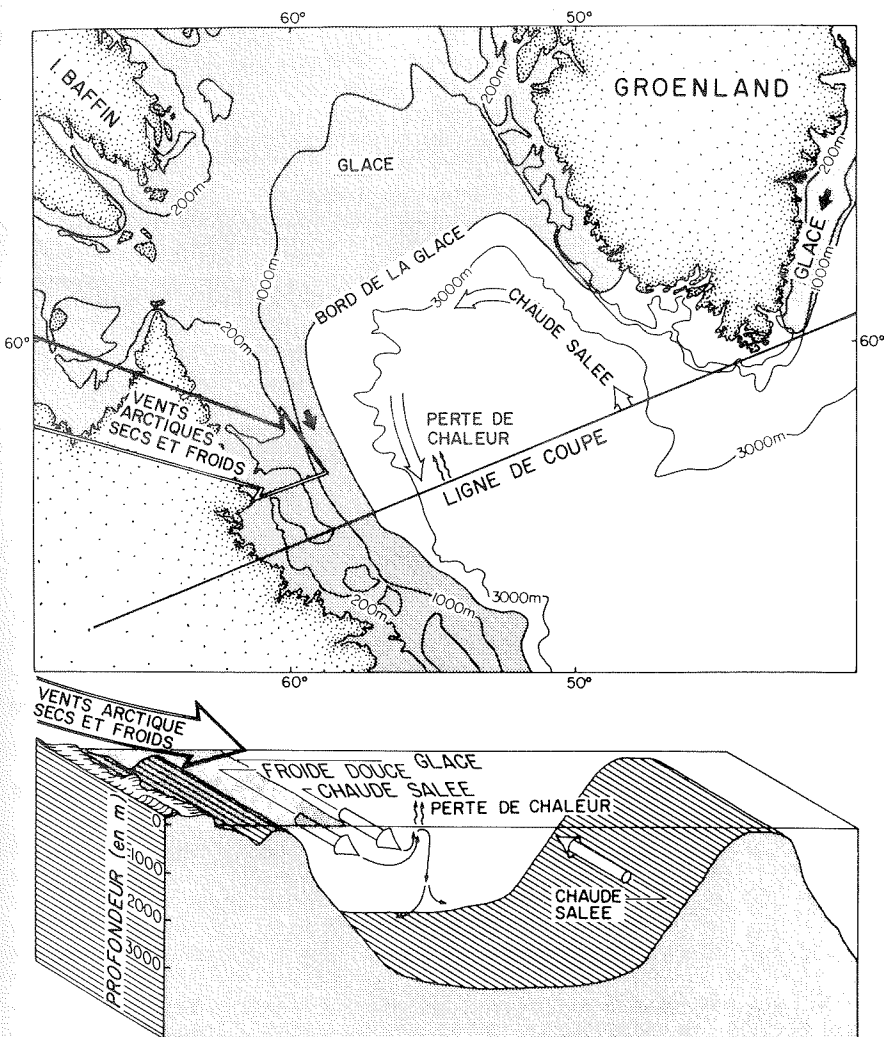 60°
50°
I. BAFFIN
200m
GROENLAND
200m
GLACE
200m
GLACE
1000m
1000m
BORD DE LA GLACE
3000m
CHAUDE SALEE
200m
60°
60°
VENTS
ARCTIQUES
SECS ET FROIDS
PERTE DE
CHALEUR
LIGNE DE COUPE
3000m
200m
1000m
3000m
60°
50°
VENTS ARCTIQUE
SECS ET FROIDS
GLACE
FROIDE DOUCE
CHAUDE SALEE
PERTE DE CHALEUR
PROFONDEUR (en m)
0
-1000
2000
3000
CHAUDE
SALEE